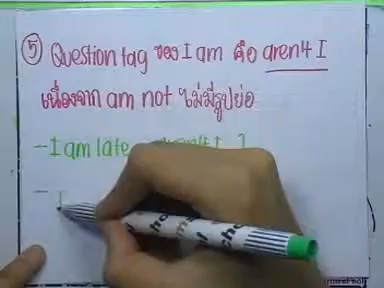 ⑤ Question tag ของ I am คือ aren't I
เนื่องจาก am not ไม่มีรูปย่อ
- I am late I ?
- I